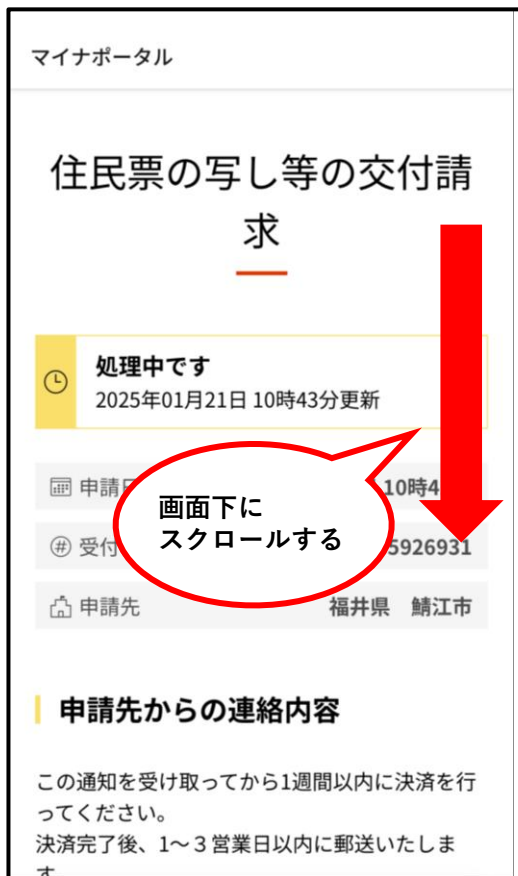 マイナポータル
住民票の写し等の交付請
求
処理中です
2025年01月21日 10時43分更新
申請日 10時4
画面下に
スクロールする
# 受付 5926931
申請先 福井県 鯖江市
申請先からの連絡内容
この通知を受け取ってから1週間以内に決済を行
ってください。
決済完了後、1～３営業日以内に郵送いたしま
す